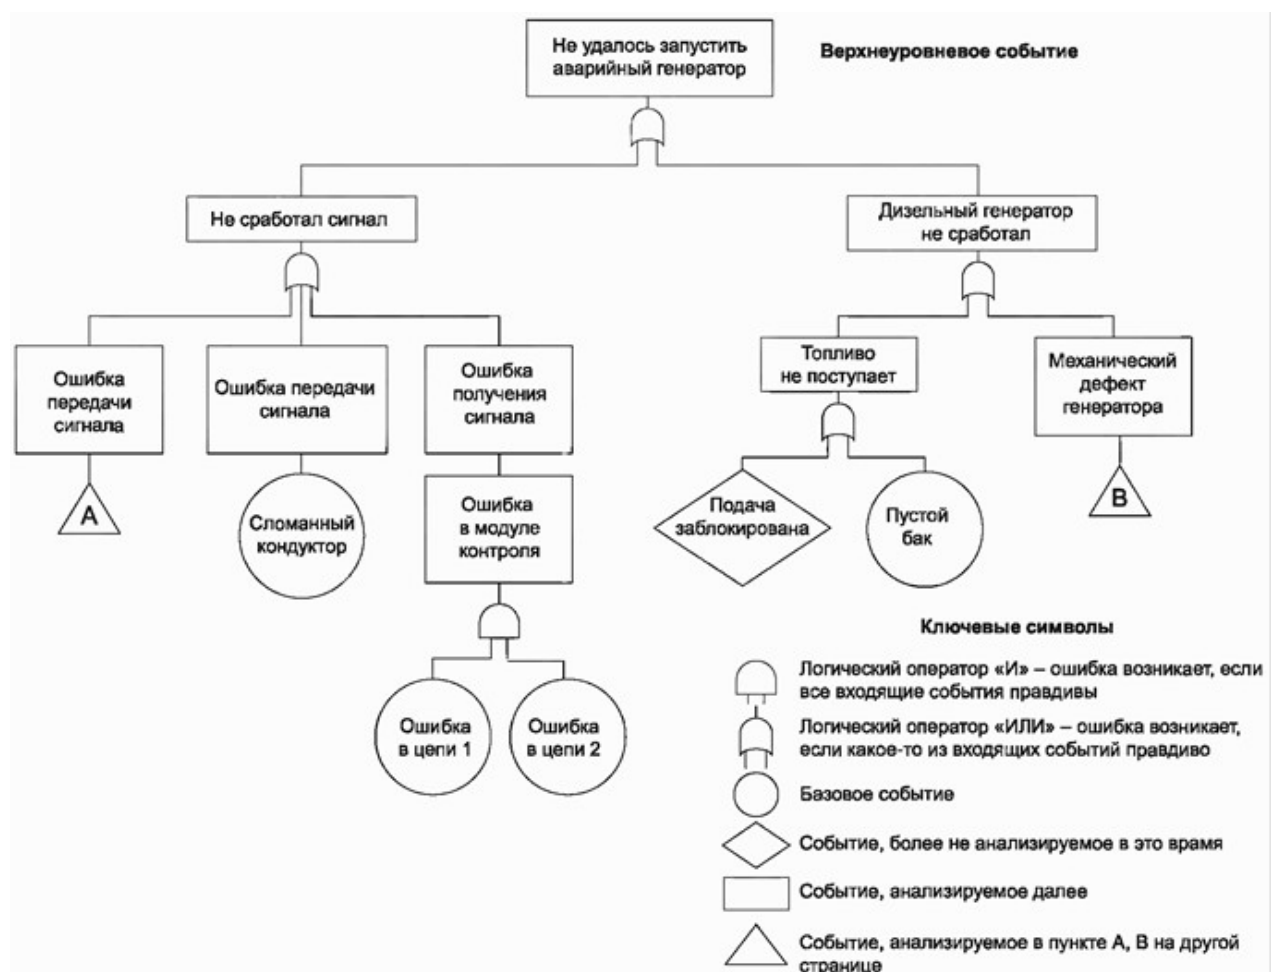 Не удалось запустить
аварийный генератор
Верхнеуровневое событие
Не сработал сигнал
Дизельный генератор
не сработал
Ошибка
передачи
сигнала
Ошибка передачи
сигнала
Ошибка
получения
сигнала
Топливо
не поступает
Механический
дефект
генератора
A
Сломанный
кондуктор
Ошибка
в модуле
контроля
Подача
заблокирована
Пустой
бак
B
Ошибка
в цепи 1
Ошибка
в цепи 2
Ключевые символы
Логический оператор «И» – ошибка возникает, если
все входящие события правдивы
Логический оператор «ИЛИ» – ошибка возникает,
если какое-то из входящих событий правдиво
Базовое событие
Событие, более не анализируемое в это врамя
Событие, анализируемое далее
Событие, анализируемое в пункте А, В на другой
странице